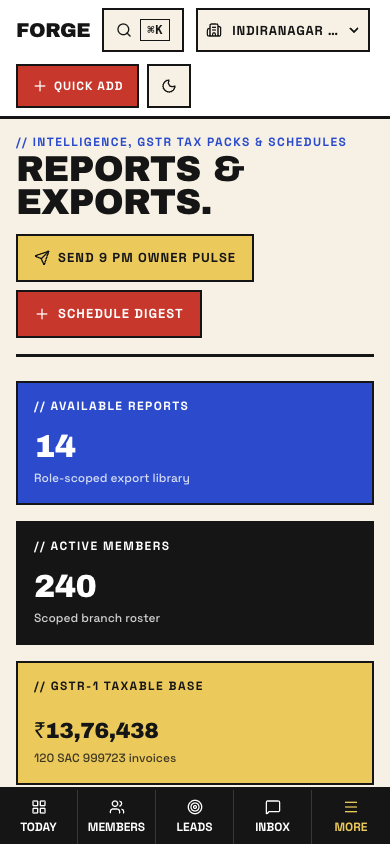 FORGE
⌘K
INDIRANAGAR ...
QUICK ADD
// INTELLIGENCE, GSTR TAX PACKS & SCHEDULES
REPORTS &
EXPORTS.
SEND 9 PM OWNER PULSE
SCHEDULE DIGEST
// AVAILABLE REPORTS
14
Role-scoped export library
// ACTIVE MEMBERS
240
Scoped branch roster
// GSTR-1 TAXABLE BASE
₹13,76,438
120 SAC 999723 invoices
TODAY
MEMBERS
LEADS
INBOX
MORE